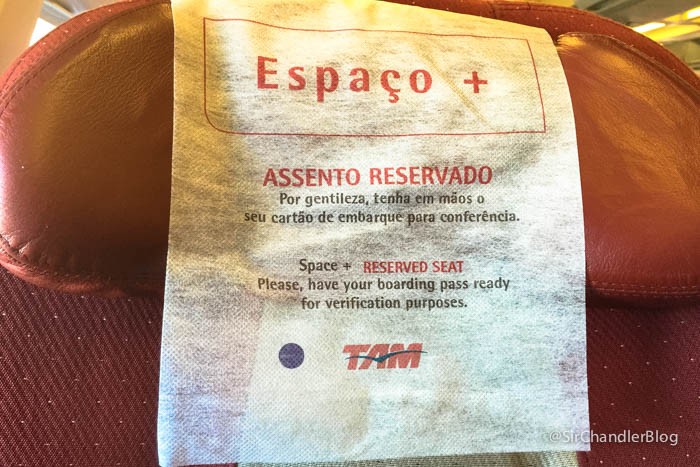 Espaço +
ASSENTO RESERVADO
Por gentileza, tenha em mãos o
seu cartão de embarque para conferência.
Space + RESERVED SEAT
Please, have your boarding pass ready
for verification purposes.
TAM
@SirChandlerBlog